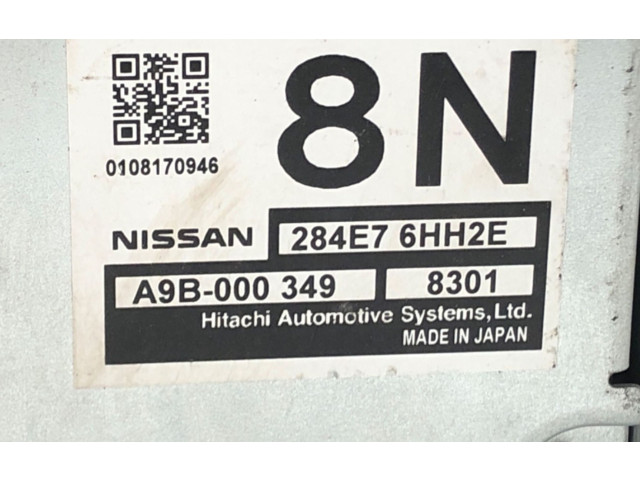 8N
0108170946
NISSAN 284E7 6HH2E
A9B-000 349 8301
Hitachi Automotive Systems,Ltd.
MADE IN JAPAN